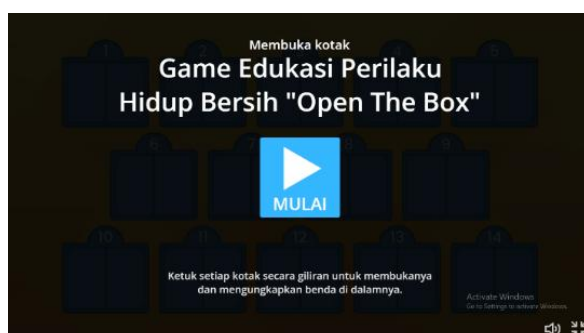 Membuka kotak
Game Edukasi Perilaku
Hidup Bersih "Open The Box"
1 2 4 5
6 7 8 9
MULAI
10 11 12 13 14
Ketuk setiap kotak secara giliran untuk membukanya
dan mengungkapkan benda di dalamnya.
Activate Windows
Go to Settings to activate Windows.